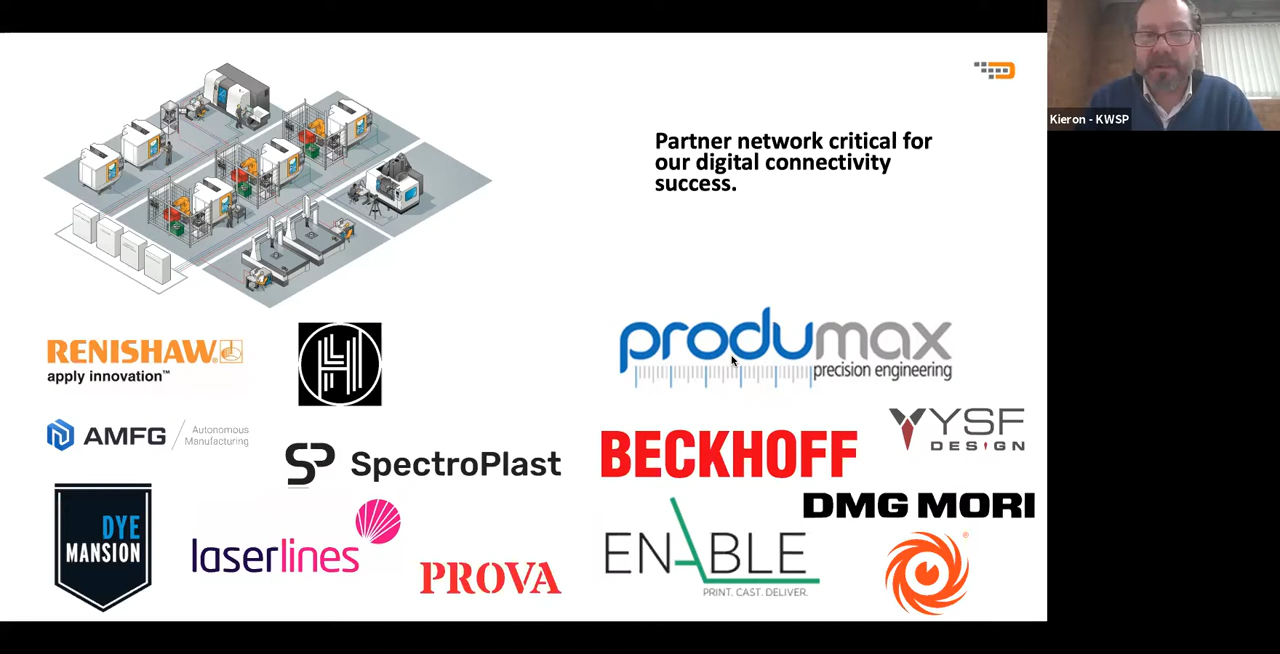 Kieron - KWSP
Partner network critical for
our digital connectivity
success.
RENISHAW®
apply innovation™
AMFG
Autonomous
Manufacturing
SpectroPlast
SP
DYE
MANSION
laserlines
PROVA
produmax
precision engineering
YSF
DESIGN
BECKHOFF
DMG MORI
ENABLE
PRINT. CAST. DELIVER.
®